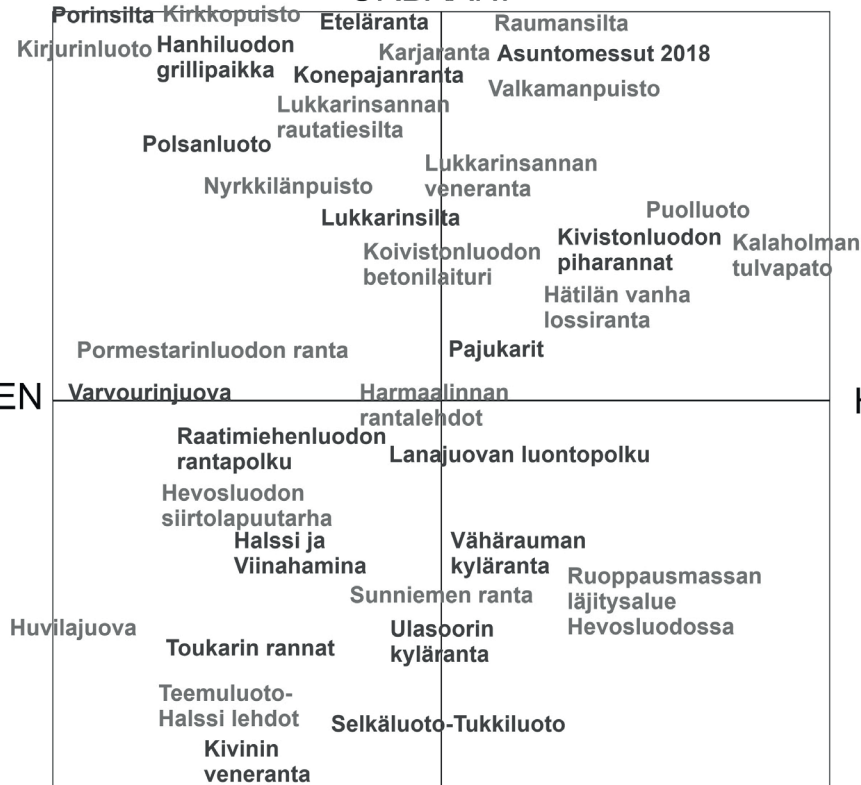 Porinsilta
Kirkkopuisto
Eteläranta
Raumansilta
Kirjurinluoto
Hanhiluodon
grillipaikka
Karjaranta
Asuntomessut 2018
Konepajanranta
Valkamanpuisto
Lukkarinsannan
rautatiesilta
Polsanluoto
Lukkarinsannan
veneranta
Nyrkkilänpuisto
Puolluoto
Lukkarinsilta
Kivistonluodon
piharannat
Kalaholman
tulvapato
Koivistonluodon
betonilaituri
Hätilän vanha
lossiranta
Pormestarinluodon ranta
Pajukarit
EN
Varvourinjuova
Harmaalinnan
rantalehdot
Raatimiehenluodon
rantapolku
Lanajuovan luontopolku
Hevosluodon
siirtolapuutarha
Halssi ja
Viinahamina
Vähärauman
kyläranta
Ruoppausmassan
läjitysalue
Hevosluodossa
Sunniemen ranta
Huvilajuova
Ulasoorin
kyläranta
Toukarin rannat
Teemuluoto-
Halssi lehdot
Selkäluoto-Tukkiluoto
Kivinin
veneranta